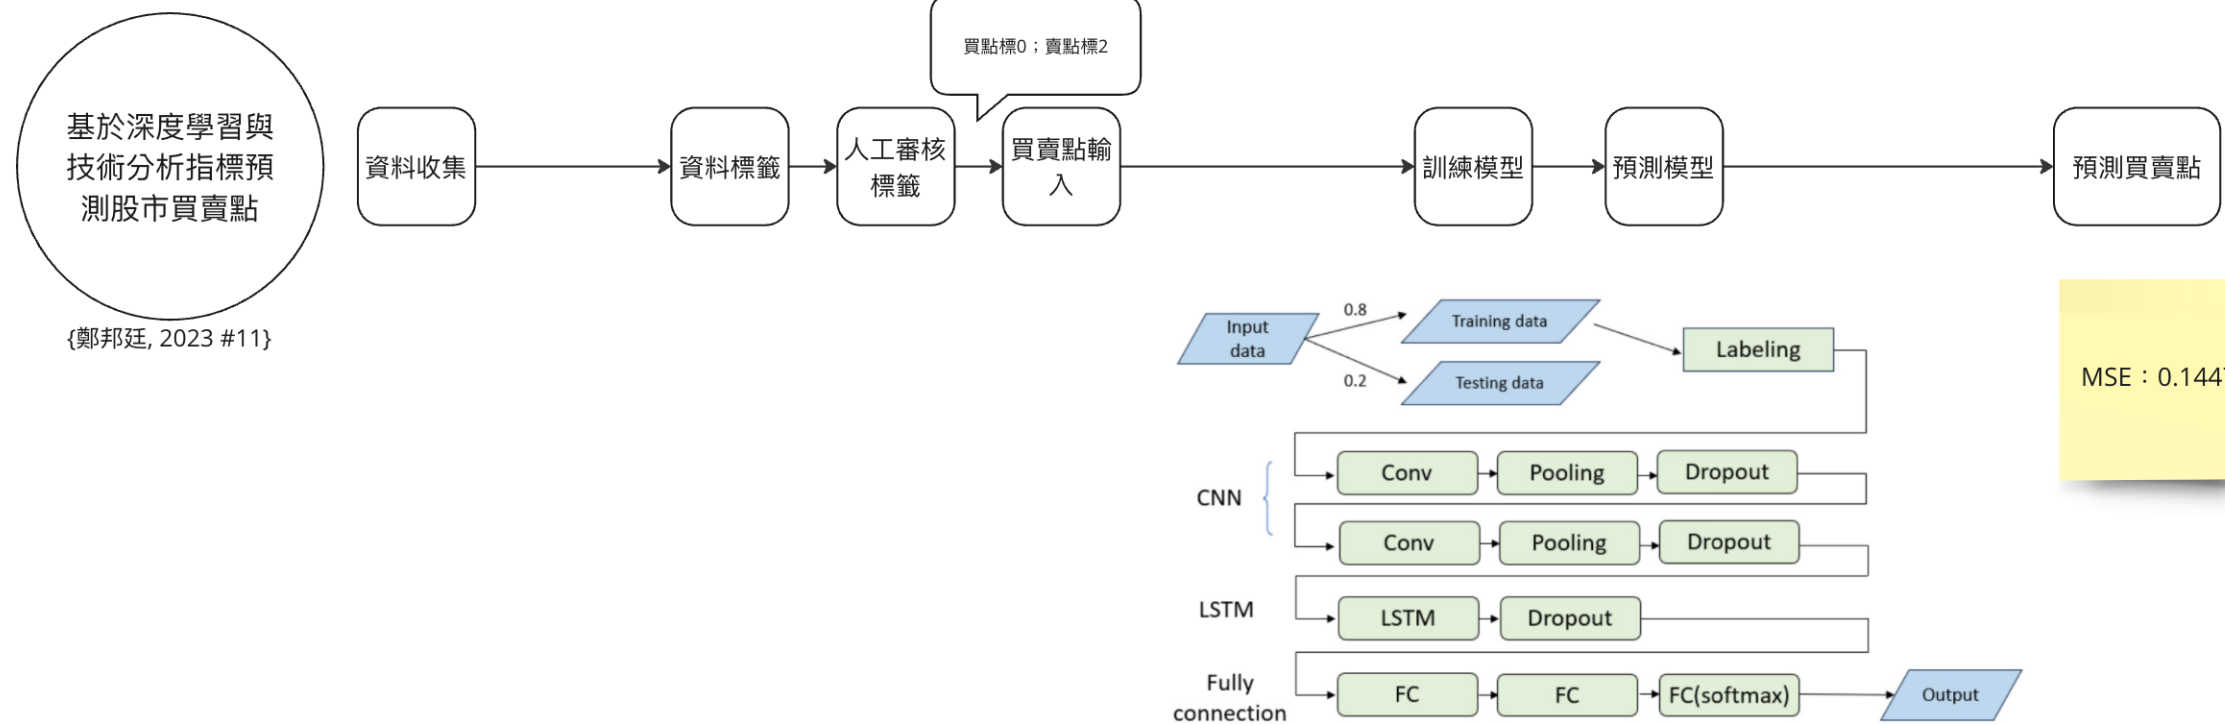 買點標0；賣點標2
基於深度學習與
技術分析指標預
測股市買賣點
資料收集
資料標籤
人工審核
標籤
買賣點輸
入
訓練模型
預測模型
預測買賣點
{鄭邦廷, 2023 #11}
Input
data
0.8
0.2
Training data
Testing data
Labeling
MSE：0.144
CNN
Conv
Pooling
Dropout
Conv
Pooling
Dropout
LSTM
LSTM
Dropout
Fully
connection
FC
FC
FC(softmax)
Output